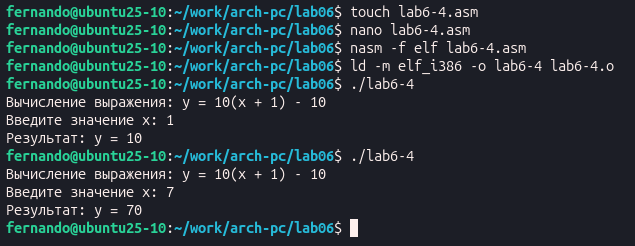 fernando@ubuntu25-10:~/work/arch-pc/lab06$ touch lab6-4.asm
fernando@ubuntu25-10:~/work/arch-pc/lab06$ nano lab6-4.asm
fernando@ubuntu25-10:~/work/arch-pc/lab06$ nasm -f elf lab6-4.asm
fernando@ubuntu25-10:~/work/arch-pc/lab06$ ld -m elf_i386 -o lab6-4 lab6-4.o
fernando@ubuntu25-10:~/work/arch-pc/lab06$ ./lab6-4
Вычисление выражения: y = 10(x + 1) - 10
Введите значение x: 1
Результат: y = 10
fernando@ubuntu25-10:~/work/arch-pc/lab06$ ./lab6-4
Вычисление выражения: y = 10(x + 1) - 10
Введите значение x: 7
Результат: y = 70
fernando@ubuntu25-10:~/work/arch-pc/lab06$